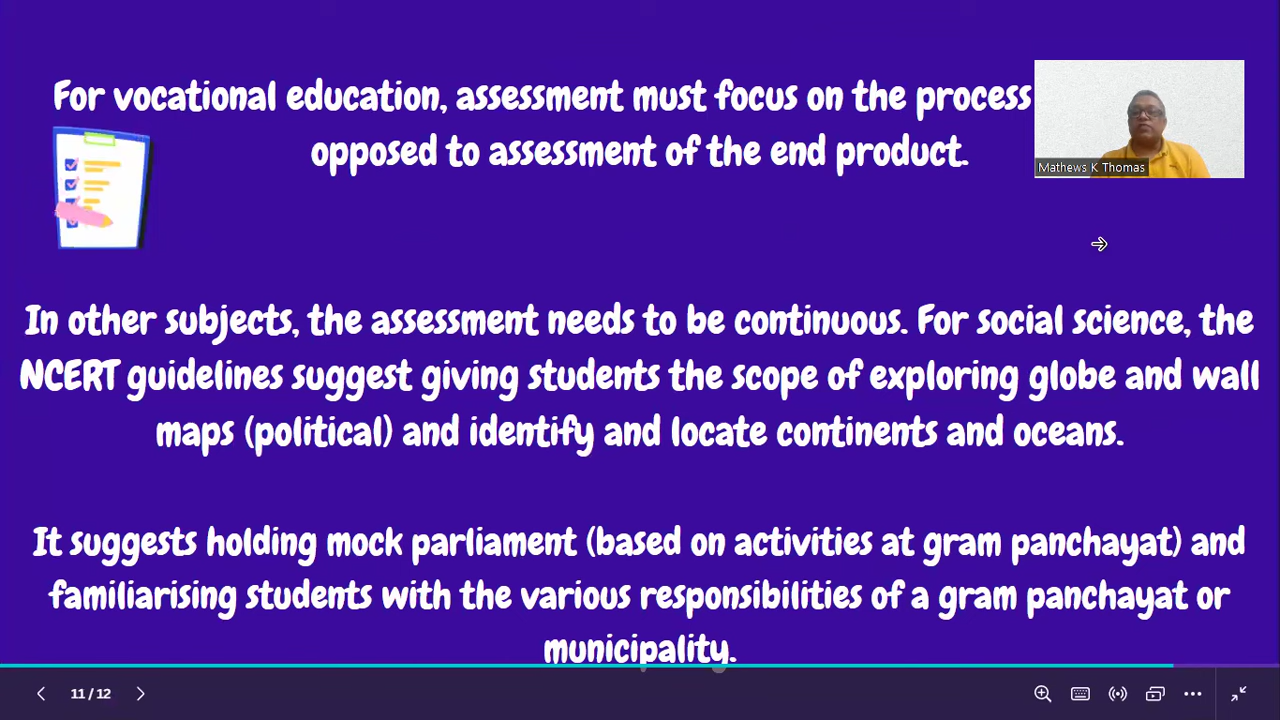 For vocational education, assessment must focus on the process
opposed to assessment of the end product.
Mathews K Thomas
In other subjects, the assessment needs to be continuous. For social science, the
NCERT guidelines suggest giving students the scope of exploring globe and wall
maps (political) and identify and locate continents and oceans.
It suggests holding mock parliament (based on activities at gram panchayat) and
familiarising students with the various responsibilities of a gram panchayat or
municipality.
11 / 12